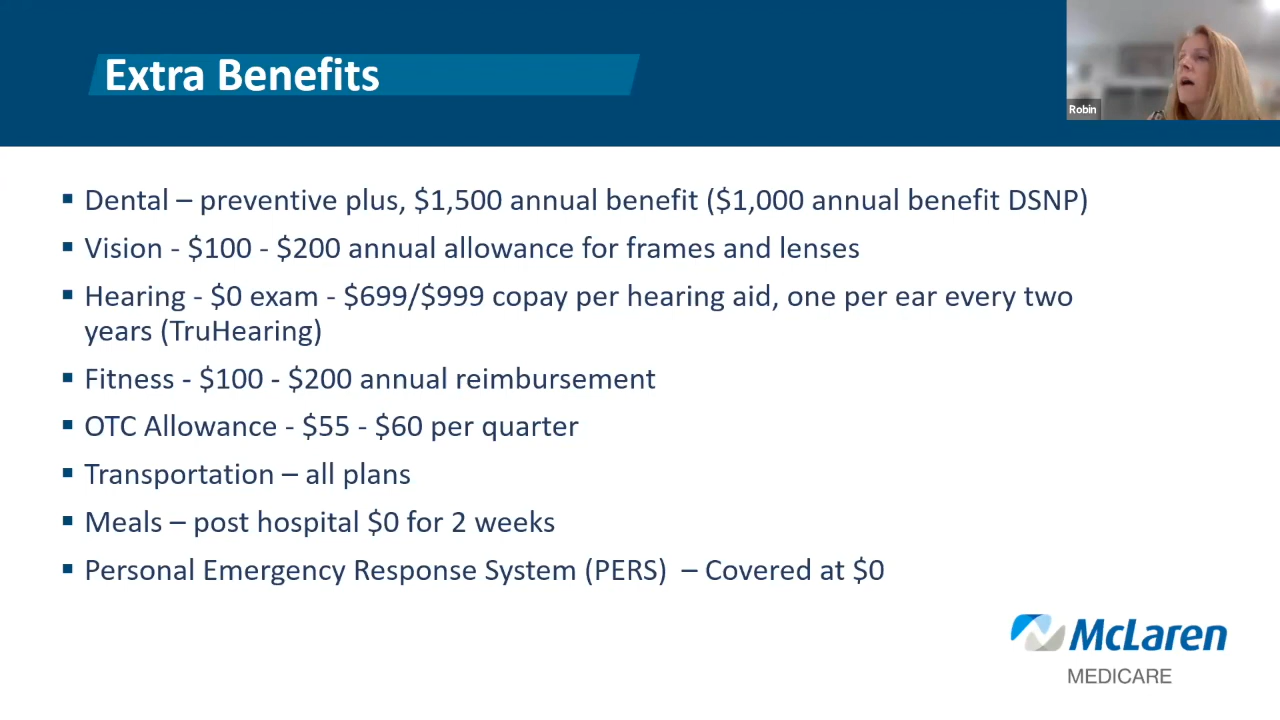 Extra Benefits
Robin
▪ Dental – preventive plus, $1,500 annual benefit ($1,000 annual benefit DSNP)
▪ Vision - $100 - $200 annual allowance for frames and lenses
▪ Hearing - $0 exam - $699/$999 copay per hearing aid, one per ear every two
years (TruHearing)
▪ Fitness - $100 - $200 annual reimbursement
▪ OTC Allowance - $55 - $60 per quarter
▪ Transportation – all plans
▪ Meals – post hospital $0 for 2 weeks
▪ Personal Emergency Response System (PERS) – Covered at $0
McLaren
MEDICARE